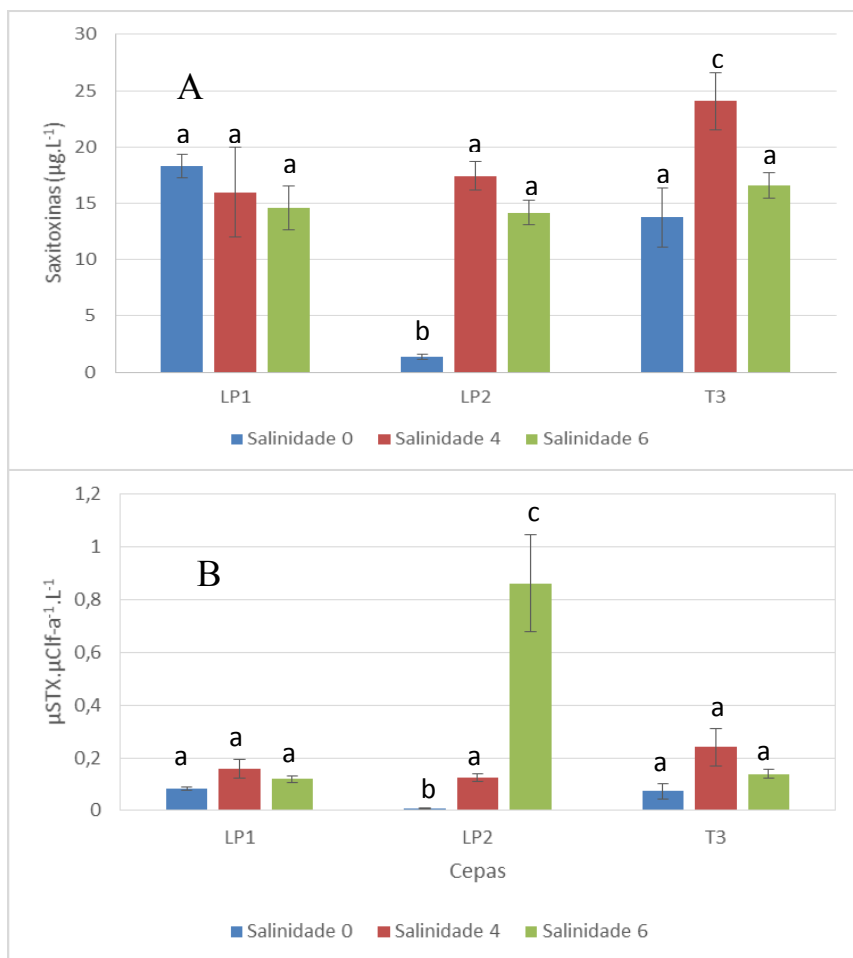 Saxitoxinas (µg.L-1)
30
25
20
15
10
5
0
A
a a a
b a a
a c a
LP1 LP2 T3
Salinidade 0 Salinidade 4 Salinidade 6
µSTX.µClf-a-1.L-1
1,2
1
0,8
0,6
0,4
0,2
0
B
a a a
b a c
a a a
LP1 LP2 T3
Cepas
Salinidade 0 Salinidade 4 Salinidade 6